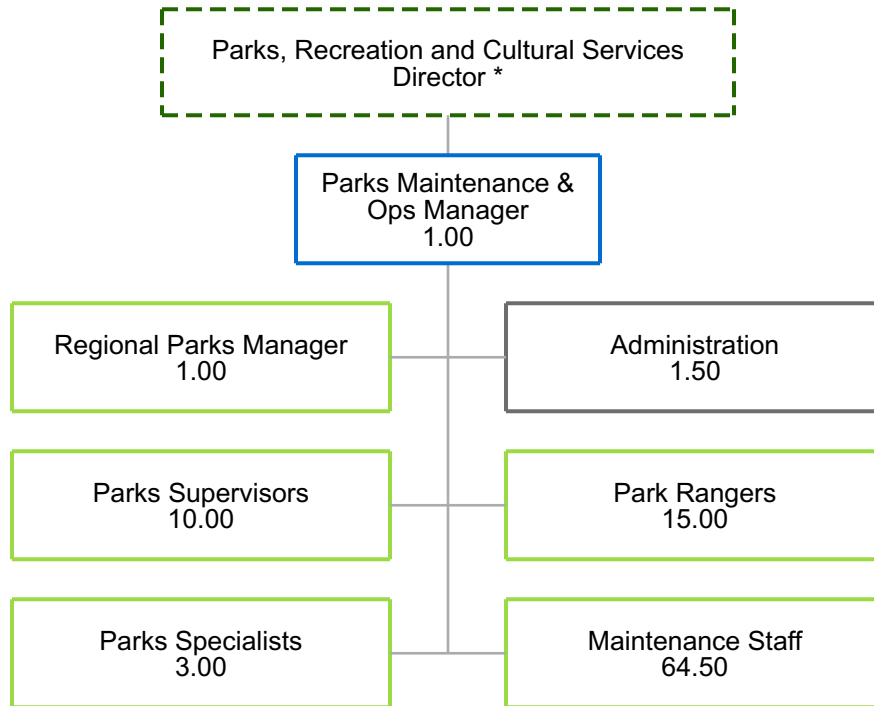 Parks, Recreation and Cultural Services
Director *
Parks Maintenance &
Ops Manager
1.00
Regional Parks Manager
1.00
Administration
1.50
Parks Supervisors
10.00
Park Rangers
15.00
Parks Specialists
3.00
Maintenance Staff
64.50